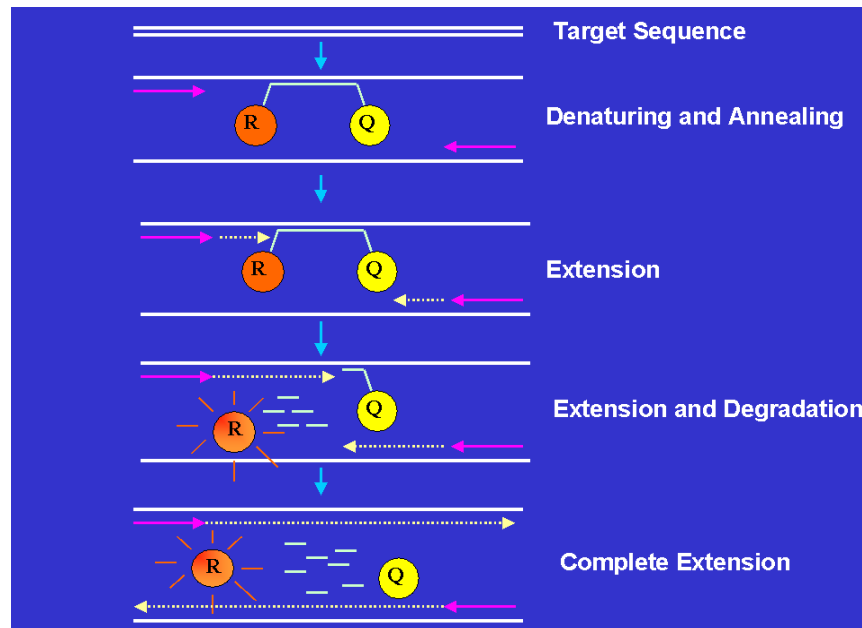 Target Sequence
R
Q
Denaturing and Annealing
R
Q
Extension
Q
R
Extension and Degradation
R
Q
Complete Extension